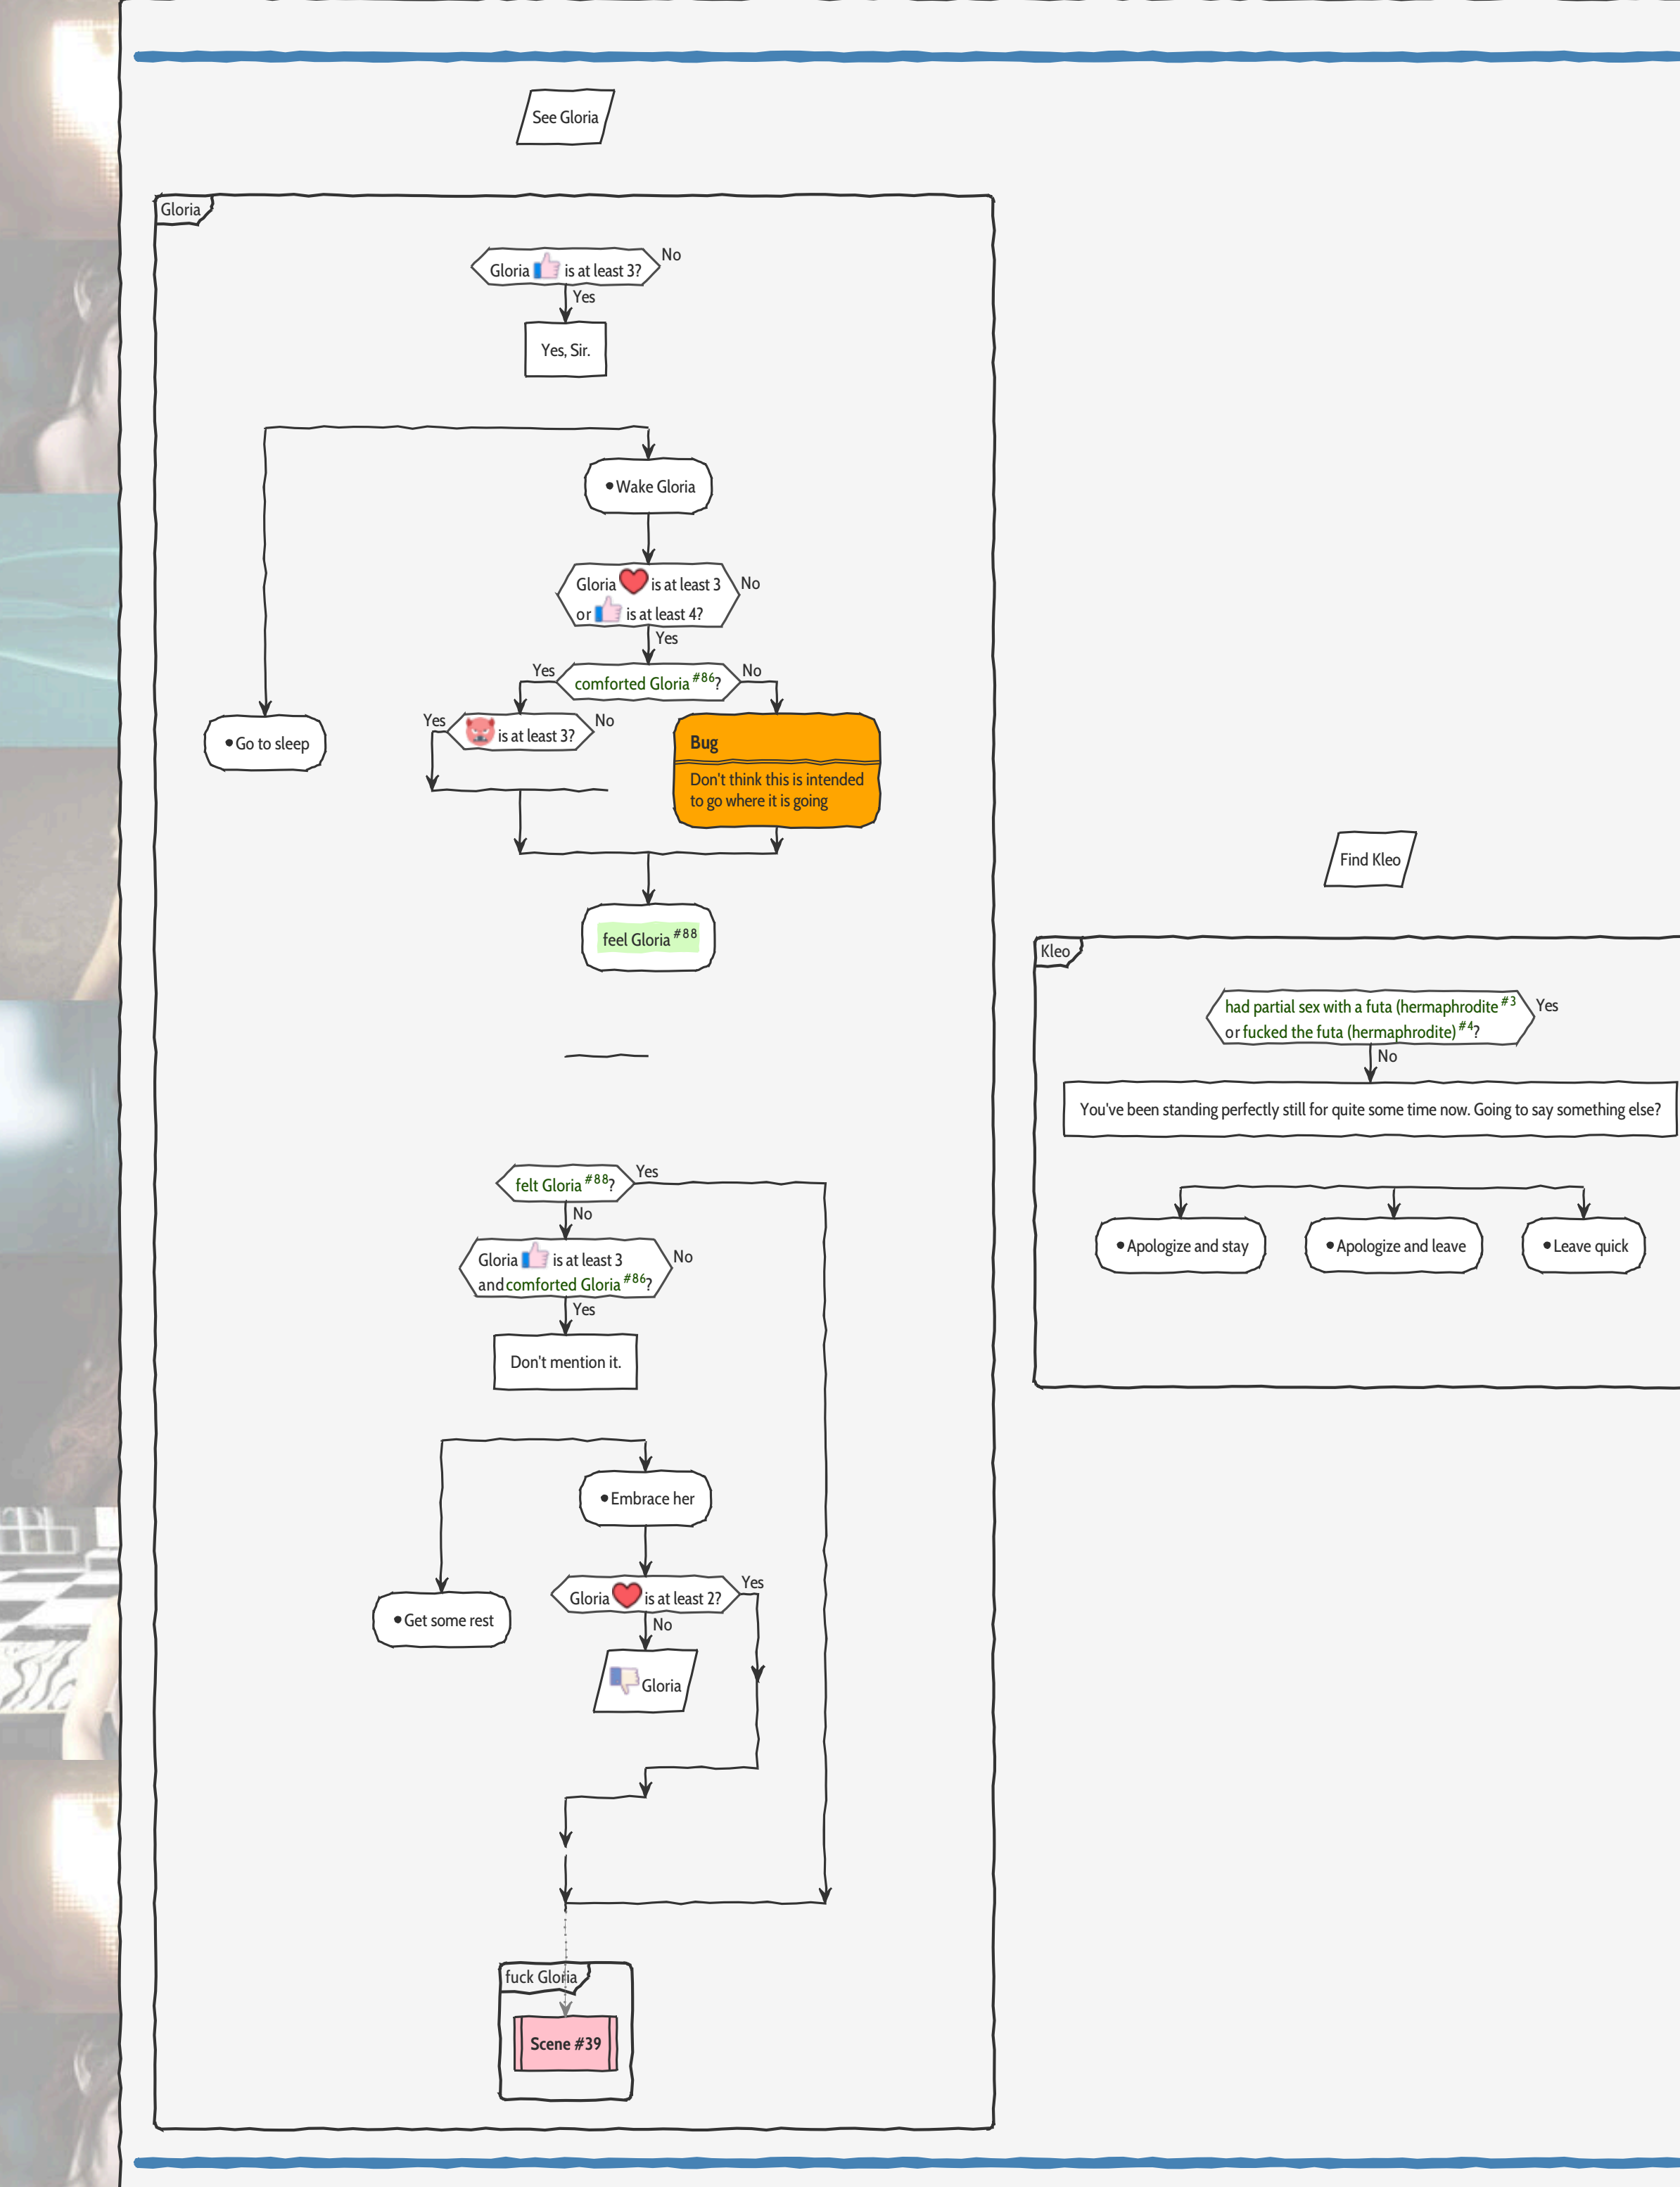 See Gloria
Gloria
Gloria 👍 is at least 3?
No
Yes
Yes, Sir.
• Wake Gloria
Gloria ❤️ is at least 3
or 👍 is at least 4?
No
Yes
comforted Gloria #86?
Yes
No
👿 is at least 3?
Yes
No
Bug
Don't think this is intended
to go where it is going
• Go to sleep
feel Gloria #88
felt Gloria #88?
Yes
No
Gloria 👍 is at least 3
and comforted Gloria #86?
No
Yes
Don't mention it.
• Embrace her
Gloria ❤️ is at least 2?
Yes
No
• Get some rest
👎 Gloria
fuck Gloria
Scene #39
Find Kleo
Kleo
had partial sex with a futa (hermaphrodite #3
or fucked the futa (hermaphrodite) #4?
Yes
No
You've been standing perfectly still for quite some time now. Going to say something else?
• Apologize and stay
• Apologize and leave
• Leave quick